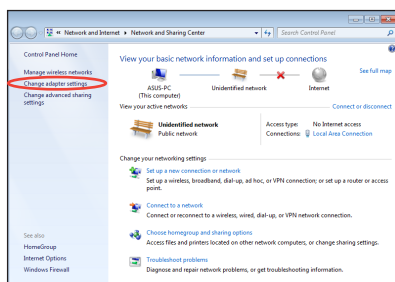 Network and Internet
Network and Sharing Center
Search Control Panel
Control Panel Home
Manage wireless networks
Change adapter settings
Change advanced sharing
settings
See also
HomeGroup
Internet Options
Windows Firewall
View your basic network information and set up connections
See full map
ASUS-PC
(This computer)
Unidentified network
Internet
View your active networks
Connect or disconnect
Unidentified network
Public network
Access type: No Internet access
Connections: Local Area Connection
Change your networking settings
Set up a new connection or network
Set up a wireless, broadband, dial-up, ad hoc, or VPN connection; or set up a router or access
point.
Connect to a network
Connect or reconnect to a wireless, wired, dial-up, or VPN network connection.
Choose homegroup and sharing options
Access files and printers located on other network computers, or change sharing settings.
Troubleshoot problems
Diagnose and repair network problems, or get troubleshooting information.